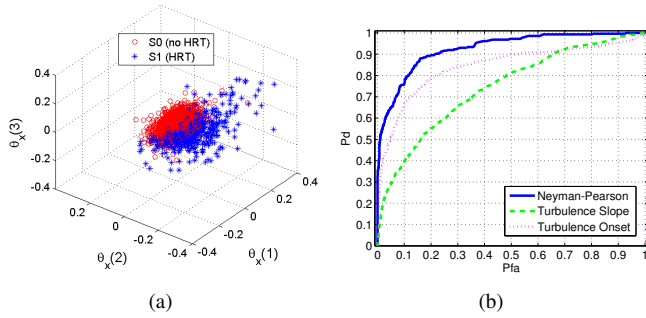 S0 (no HRT)
S1 (HRT)
0.4
0.2
0
-0.2
-0.4
θx(3)
0.2
0
-0.2
-0.4
θx(2)
0.4
0.2
0
-0.2
-0.4
θx(1)
(a)
1
0.9
0.8
0.7
0.6
0.5
0.4
0.3
0.2
0.1
0
Pd
Neyman-Pearson
Turbulence Slope
Turbulence Onset
0 0.1 0.2 0.3 0.4 0.5 0.6 0.7 0.8 0.9 1
Pfa
(b)